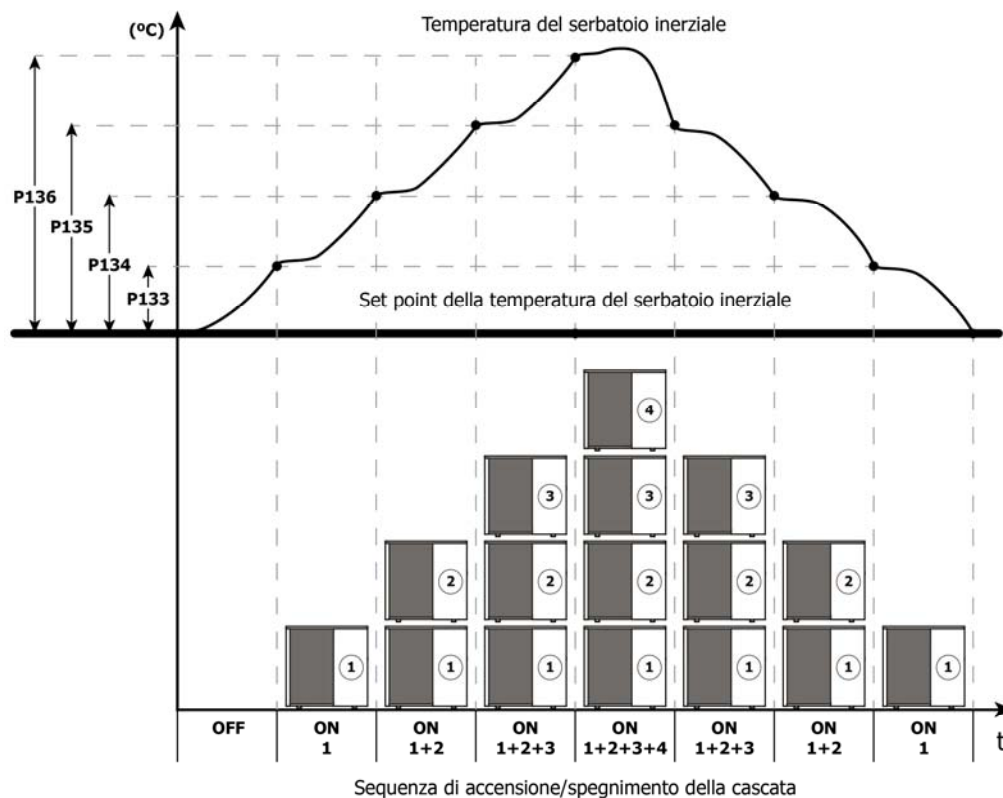 Temperatura del serbatoio inerziale
(ºC)
P136
P135
P134
P133
Set point della temperatura del serbatoio inerziale
4
3
3
3
2
2
2
2
2
1
1
1
1
1
1
1
OFF
ON
1
ON
1+2
ON
1+2+3
ON
1+2+3+4
ON
1+2+3
ON
1+2
ON
1
t
Sequenza di accensione/spegnimento della cascata